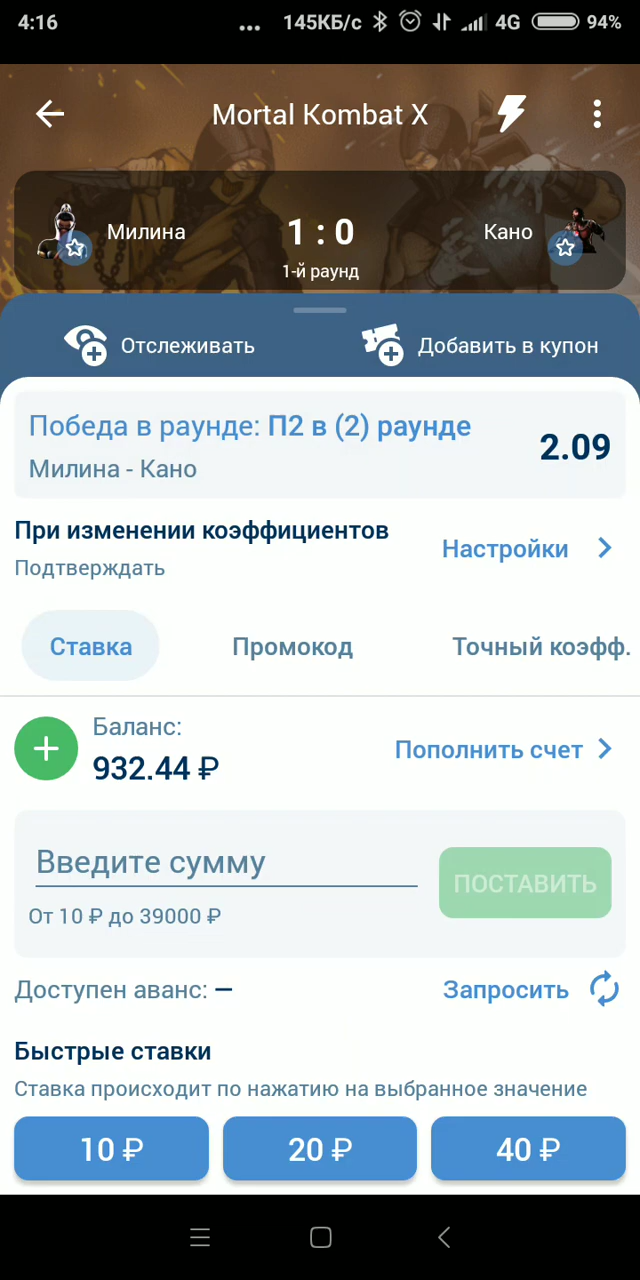 4:16 ... 145КБ/с 4G 94%
Mortal Kombat X
Милина 1 : 0 Кано
1-й раунд
Отслеживать Добавить в купон
Победа в раунде: П2 в (2) раунде
2.09
Милина - Кано
При изменении коэффициентов
Настройки
Подтверждать
Ставка Промокод Точный коэфф.
Баланс:
932.44 ₽
Пополнить счет
Введите сумму
ПОСТАВИТЬ
От 10 ₽ до 39000 ₽
Доступен аванс: — Запросить
Быстрые ставки
Ставка происходит по нажатию на выбранное значение
10 ₽ 20 ₽ 40 ₽